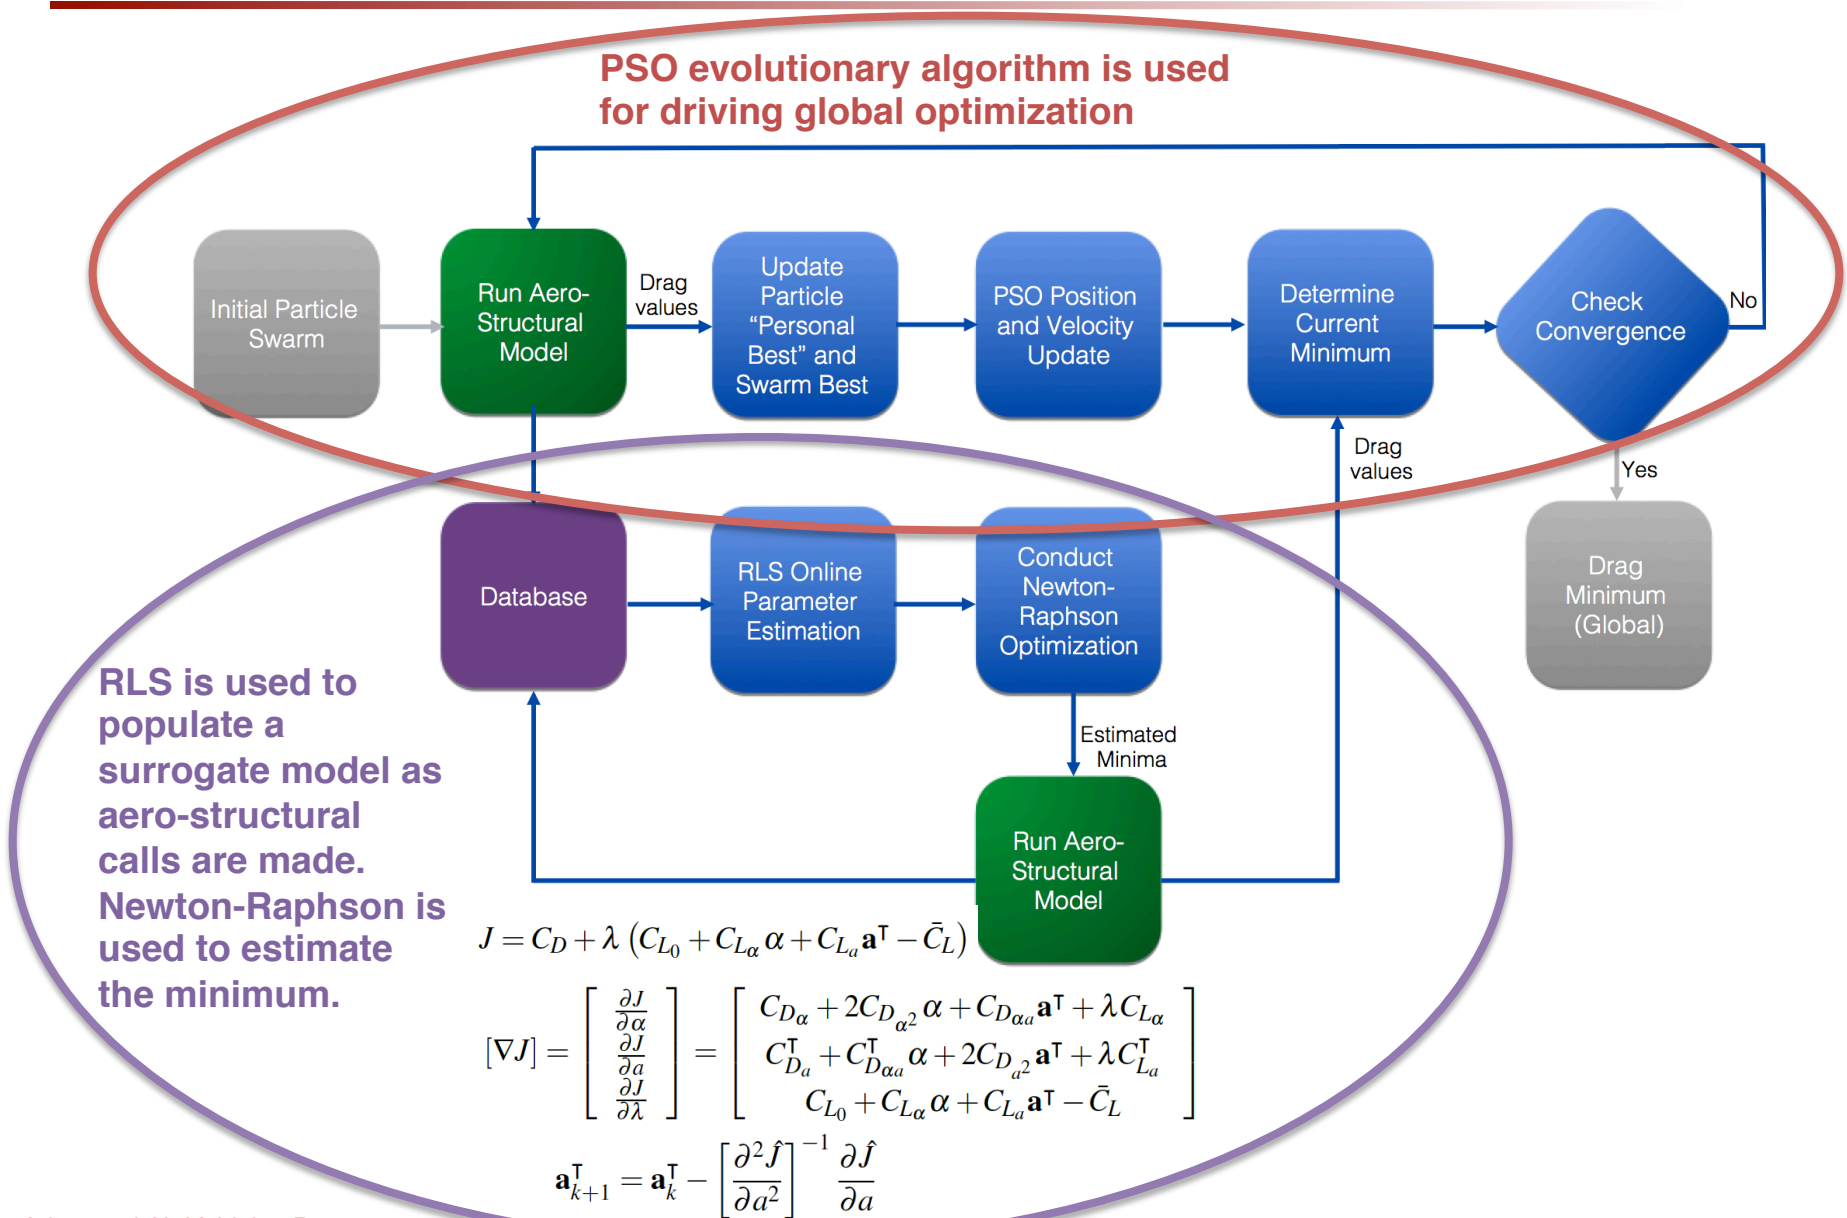 PSO evolutionary algorithm is used
for driving global optimization
Initial Particle
Swarm
Run Aero-
Structural
Model
Drag
values
Update
Particle
“Personal
Best” and
Swarm Best
PSO Position
and Velocity
Update
Determine
Current
Minimum
Check
Convergence
No
Yes
Drag
Minimum
(Global)
Drag
values
Database
RLS Online
Parameter
Estimation
Conduct
Newton-
Raphson
Optimization
Estimated
Minima
Run Aero-
Structural
Model
RLS is used to
populate a
surrogate model as
aero-structural
calls are made.
Newton-Raphson is
used to estimate
the minimum.
J = C_D + λ (C_{L_0} + C_{L_α} α + C_{L_a} a^T − C̄_L)
[∇J] = [∂J/∂α ; ∂J/∂a ; ∂J/∂λ] = [C_{D_α} + 2C_{D_{α^2}} α + C_{D_{αa}} a^T + λC_{L_α} ; C_{D_a}^T + C_{D_{αa}}^T α + 2C_{D_{a^2}} a^T + λC_{L_a}^T ; C_{L_0} + C_{L_α} α + C_{L_a} a^T − C̄_L]
a_{k+1}^T = a_k^T − [∂²Ĵ/∂a²]^{−1} ∂Ĵ/∂a